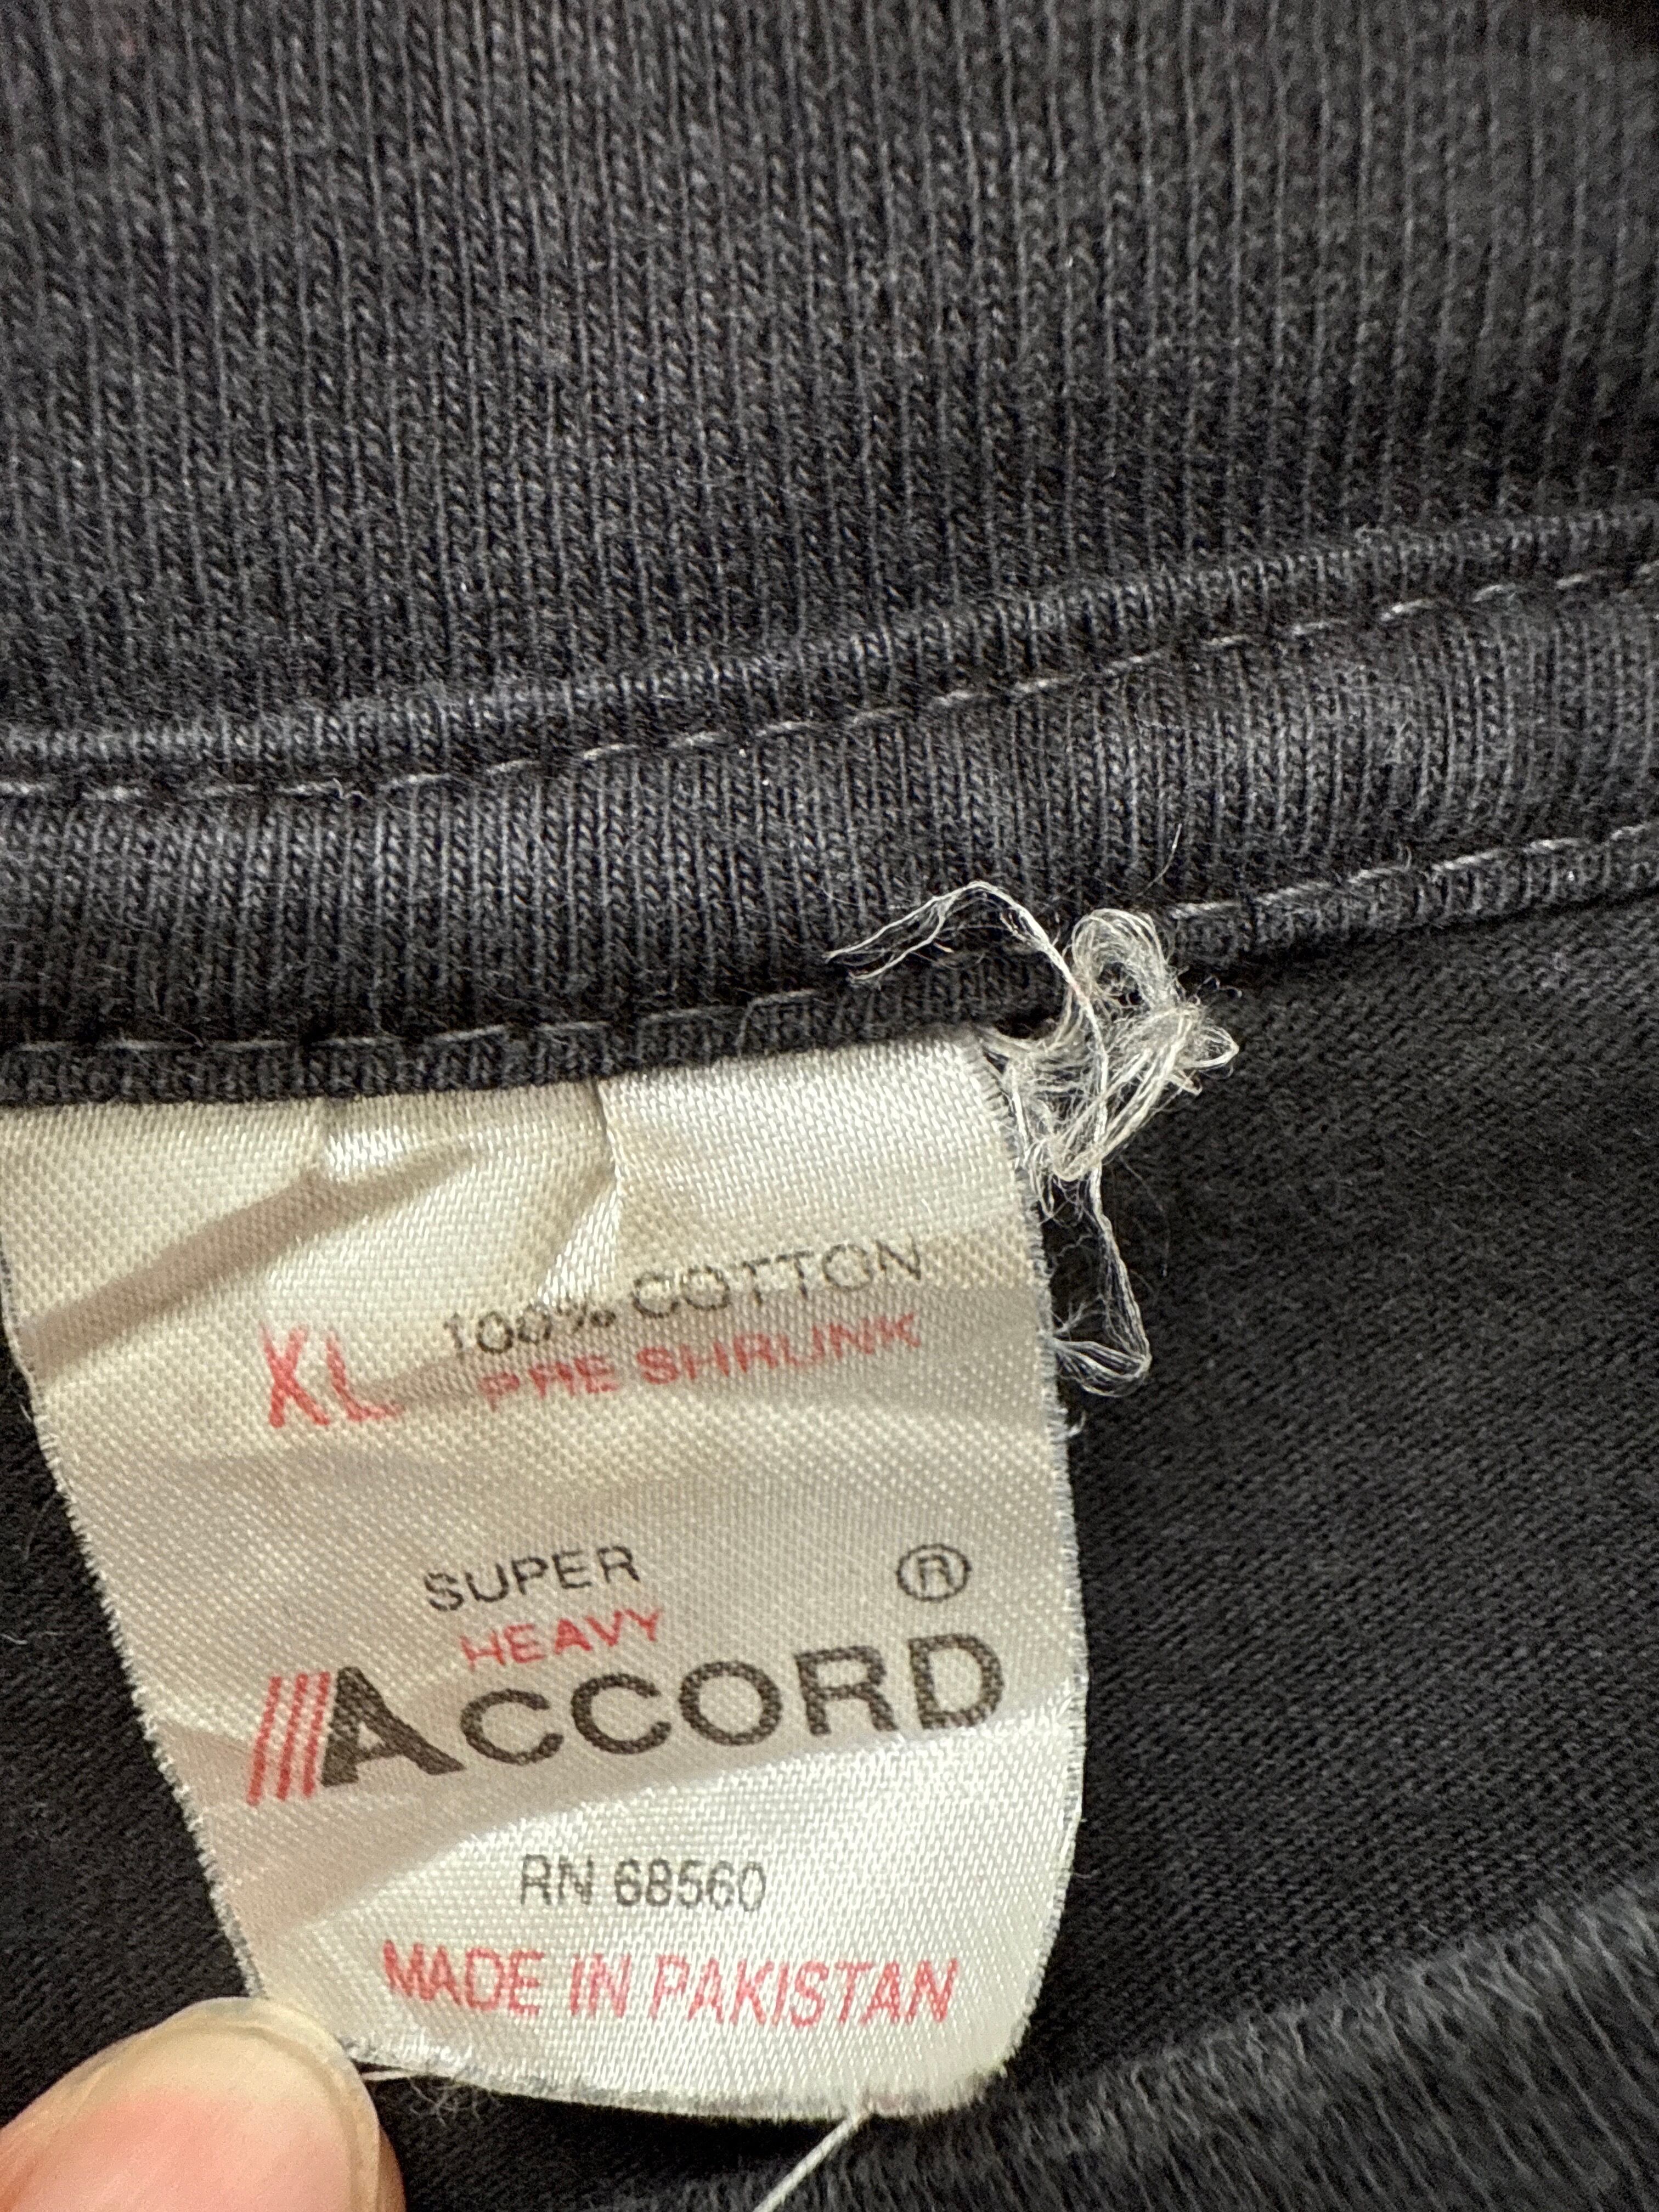 XL 100% COTTON
PRE SHRUNK
SUPER
HEAVY
ACCORD ®
RN 68560
MADE IN PAKISTAN